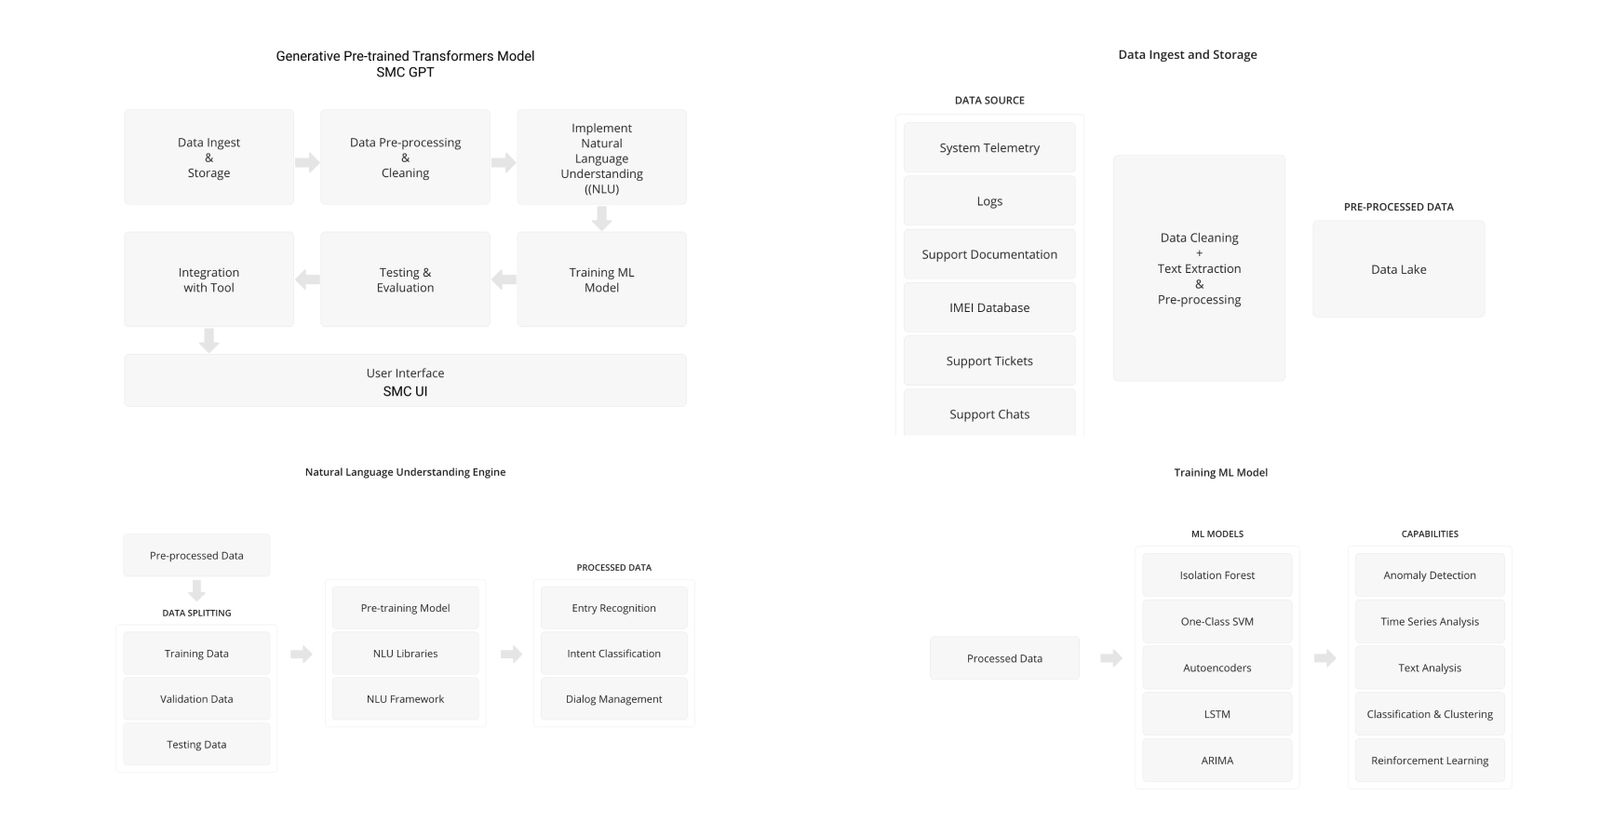 Generative Pre-trained Transformers Model
SMC GPT
Data Ingest
&
Storage
Data Pre-processing
&
Cleaning
Implement
Natural
Language
Understanding
((NLU)
Integration
with Tool
Testing &
Evaluation
Training ML
Model
User Interface
SMC UI
Data Ingest and Storage
DATA SOURCE
System Telemetry
Logs
Support Documentation
IMEI Database
Support Tickets
Support Chats
Data Cleaning
+
Text Extraction
&
Pre-processing
PRE-PROCESSED DATA
Data Lake
Natural Language Understanding Engine
Pre-processed Data
DATA SPLITTING
Training Data
Validation Data
Testing Data
Pre-training Model
NLU Libraries
NLU Framework
PROCESSED DATA
Entry Recognition
Intent Classification
Dialog Management
Training ML Model
Processed Data
ML MODELS
Isolation Forest
One-Class SVM
Autoencoders
LSTM
ARIMA
CAPABILITIES
Anomaly Detection
Time Series Analysis
Text Analysis
Classification & Clustering
Reinforcement Learning